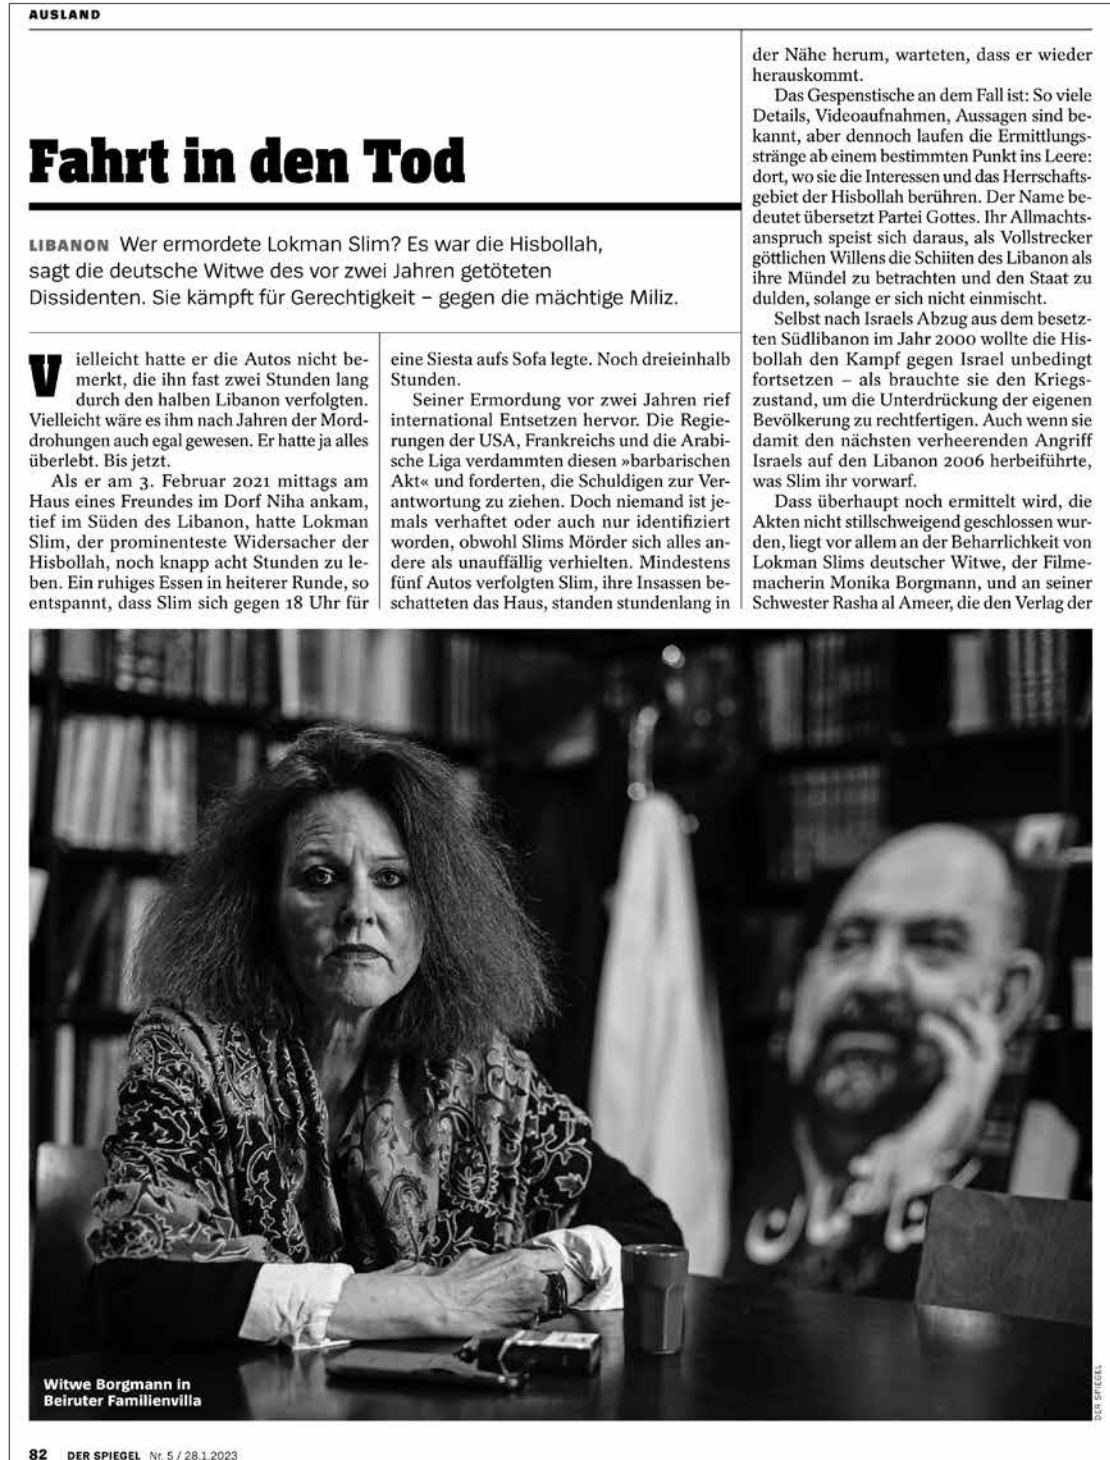 AUSLAND
Fahrt in den Tod
LIBANON Wer ermordete Lokman Slim? Es war die Hisbollah,
sagt die deutsche Witwe des vor zwei Jahren getöteten
Dissidenten. Sie kämpft für Gerechtigkeit – gegen die mächtige Miliz.
Vielleicht hatte er die Autos nicht be-
merkt, die ihn fast zwei Stunden lang
durch den halben Libanon verfolgten.
Vielleicht wäre es ihm nach Jahren der Mord-
drohungen auch egal gewesen. Er hatte ja alles
überlebt. Bis jetzt.
Als er am 3. Februar 2021 mittags am
Haus eines Freundes im Dorf Niha ankam,
tief im Süden des Libanon, hatte Lokman
Slim, der prominenteste Widersacher der
Hisbollah, noch knapp acht Stunden zu le-
ben. Ein ruhiges Essen in heiterer Runde, so
entspannt, dass Slim sich gegen 18 Uhr für
eine Siesta aufs Sofa legte. Noch dreieinhalb
Stunden.
Seiner Ermordung vor zwei Jahren rief
international Entsetzen hervor. Die Regie-
rungen der USA, Frankreichs und die Arabi-
sche Liga verdammten diesen »barbarischen
Akt« und forderten, die Schuldigen zur Ver-
antwortung zu ziehen. Doch niemand ist je-
mals verhaftet oder auch nur identifiziert
worden, obwohl Slims Mörder sich alles an-
dere als unauffällig verhielten. Mindestens
fünf Autos verfolgten Slim, ihre Insassen be-
schatteten das Haus, standen stundenlang in
der Nähe herum, warteten, dass er wieder
herauskommt.
Das Gespenstische an dem Fall ist: So viele
Details, Videoaufnahmen, Aussagen sind be-
kannt, aber dennoch laufen die Ermittlungs-
stränge ab einem bestimmten Punkt ins Leere:
dort, wo sie die Interessen und das Herrschafts-
gebiet der Hisbollah berühren. Der Name be-
deutet übersetzt Partei Gottes. Ihr Allmachts-
anspruch speist sich daraus, als Vollstrecker
göttlichen Willens die Schiiten des Libanon als
ihre Mündel zu betrachten und den Staat zu
dulden, solange er sich nicht einmischt.
Selbst nach Israels Abzug aus dem besetz-
ten Südlibanon im Jahr 2000 wollte die His-
bollah den Kampf gegen Israel unbedingt
fortsetzen – als brauchte sie den Kriegs-
zustand, um die Unterdrückung der eigenen
Bevölkerung zu rechtfertigen. Auch wenn sie
damit den nächsten verheerenden Angriff
Israels auf den Libanon 2006 herbeiführte,
was Slim ihr vorwarf.
Dass überhaupt noch ermittelt wird, die
Akten nicht stillschweigend geschlossen wur-
den, liegt vor allem an der Beharrlichkeit von
Lokman Slims deutscher Witwe, der Filme-
macherin Monika Borgmann, und an seiner
Schwester Rasha al Ameer, die den Verlag der
Witwe Borgmann in
Beiruter Familienvilla
DER SPIEGEL
82 DER SPIEGEL Nr. 5 / 28.1.2023